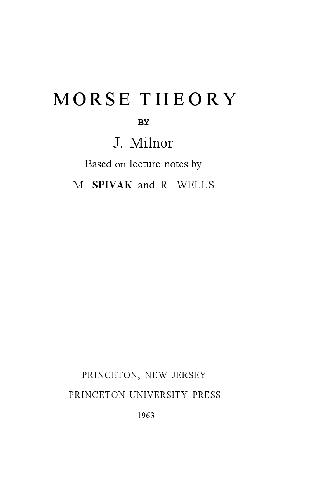 MORSE THEORY
BY
J. Milnor
Based on lecture notes by
M. SPIVAK and R. WELLS
PRINCETON, NEW JERSEY
PRINCETON UNIVERSITY PRESS
1963